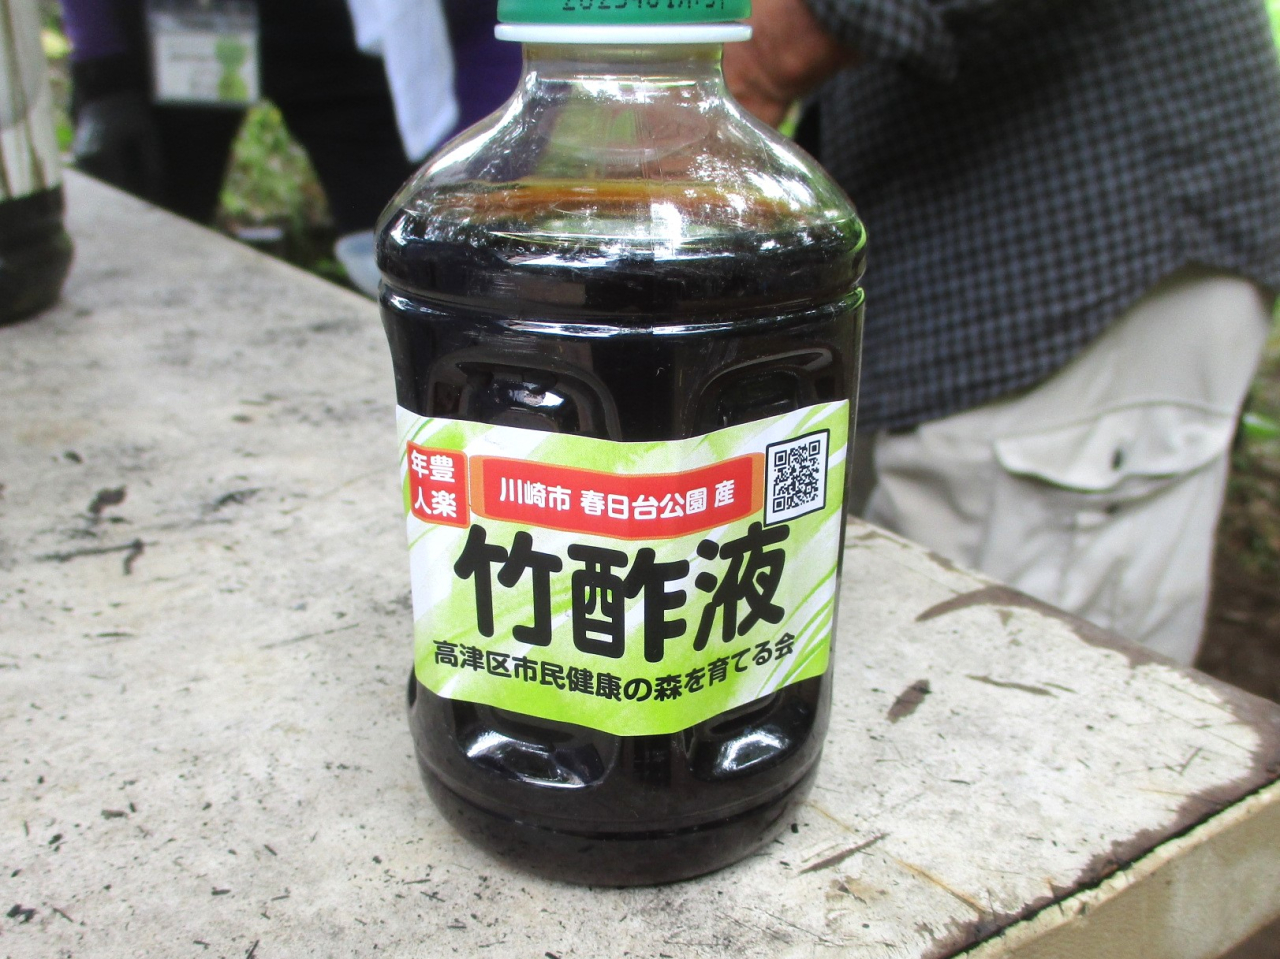 年豊
人楽
川崎市 春日台公園 産
竹酢液
高津区市民健康の森を育てる会